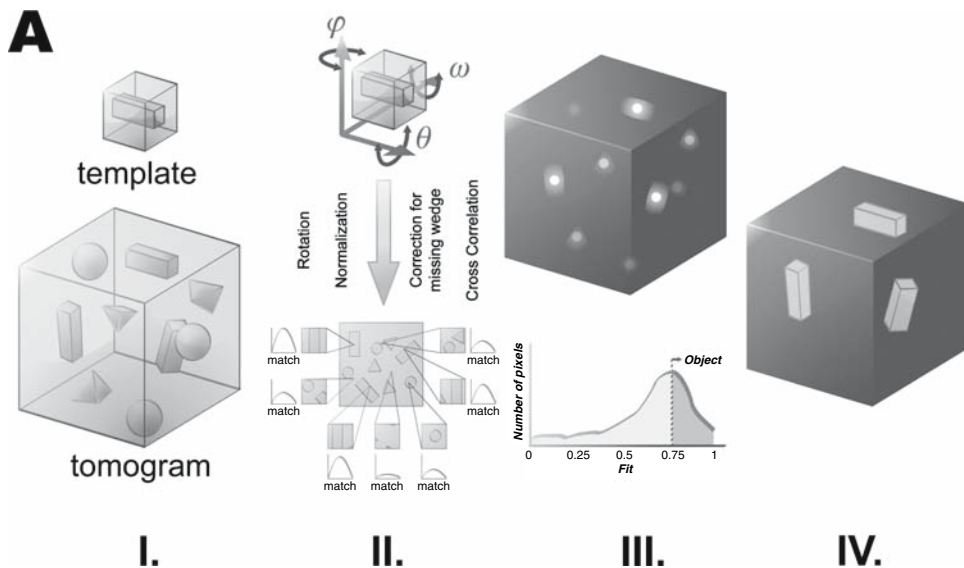 A
template
tomogram
I.
φ
ω
θ
Rotation
Normalization
Correction for
missing wedge
Cross Correlation
match
match
match
match
match
match
match
II.
Number of pixels
Object
0 0.25 0.5 0.75 1
Fit
III.
IV.